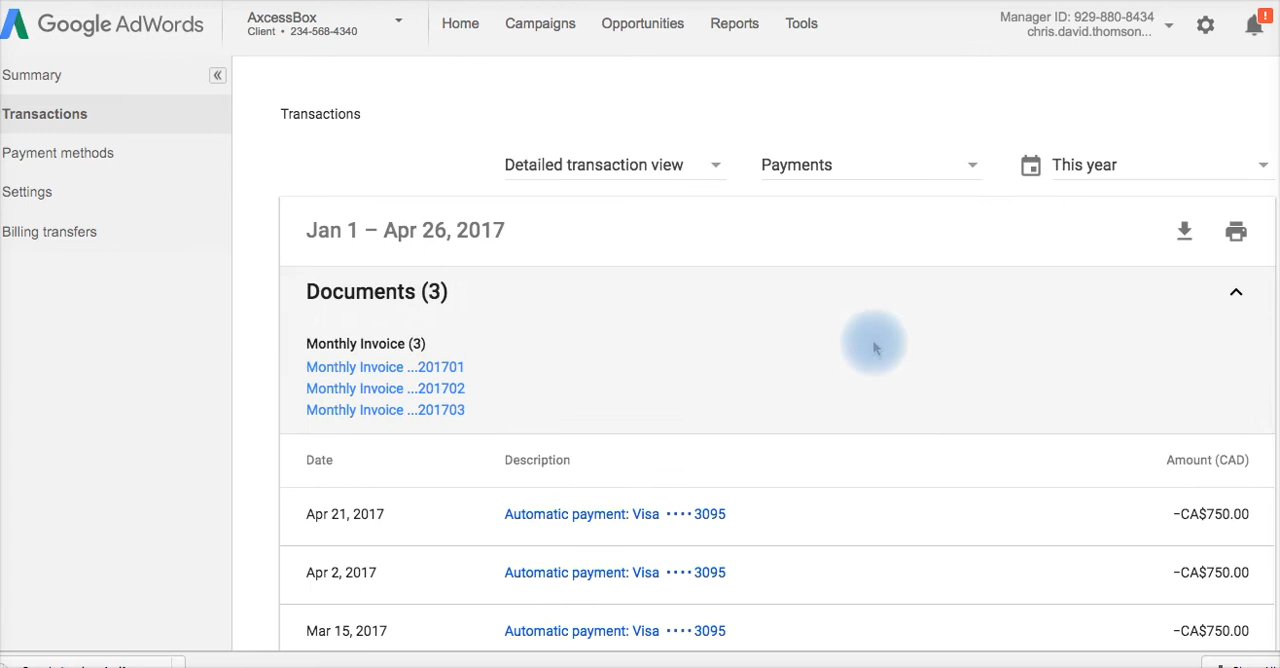 Google AdWords
AxcessBox
Client • 234-568-4340
Home
Campaigns
Opportunities
Reports
Tools
Manager ID: 929-880-8434
chris.david.thomson...
!
Summary
Transactions
Payment methods
Settings
Billing transfers
Transactions
Detailed transaction view
Payments
This year
Jan 1 – Apr 26, 2017
Documents (3)
Monthly Invoice (3)
Monthly Invoice ...201701
Monthly Invoice ...201702
Monthly Invoice ...201703
Date Description Amount (CAD)
Apr 21, 2017 Automatic payment: Visa ····3095 −CA$750.00
Apr 2, 2017 Automatic payment: Visa ····3095 −CA$750.00
Mar 15, 2017 Automatic payment: Visa ····3095 −CA$750.00